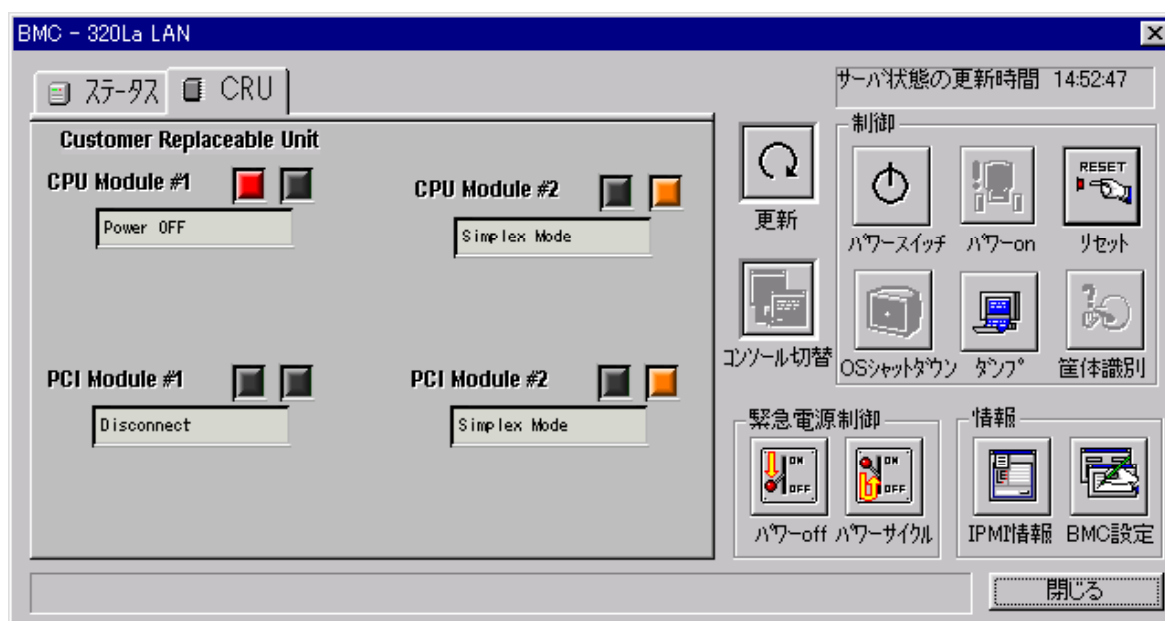 BMC - 320La LAN
ステータス
CRU
サーバ状態の更新時間 14:52:47
Customer Replaceable Unit
CPU Module #1
Power OFF
CPU Module #2
Simplex Mode
PCI Module #1
Disconnect
PCI Module #2
Simplex Mode
更新
コンソール切替
制御
パワースイッチ
パワーon
RESET
リセット
OSシャットダウン
ダンプ
筐体識別
緊急電源制御
ON
OFF
パワーoff
ON
OFF
パワーサイクル
情報
IPMI情報
BMC設定
閉じる